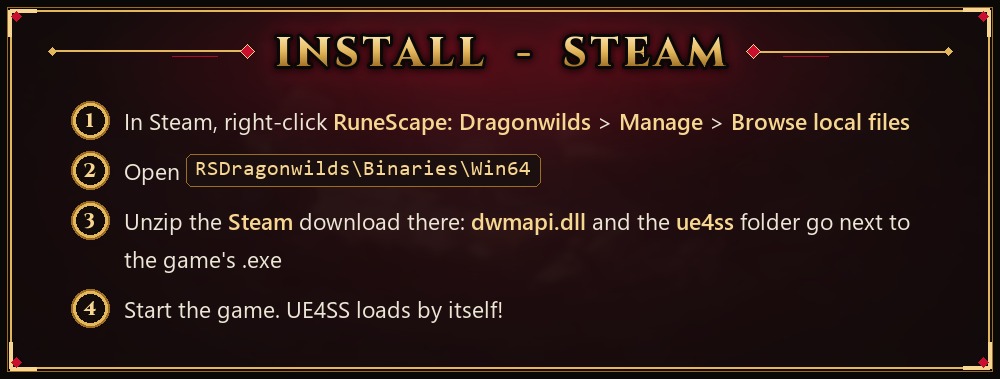 INSTALL - STEAM
1 In Steam, right-click RuneScape: Dragonwilds > Manage > Browse local files
2 Open RSDragonwilds\Binaries\Win64
3 Unzip the Steam download there: dwmapi.dll and the ue4ss folder go next to
the game's .exe
4 Start the game. UE4SS loads by itself!